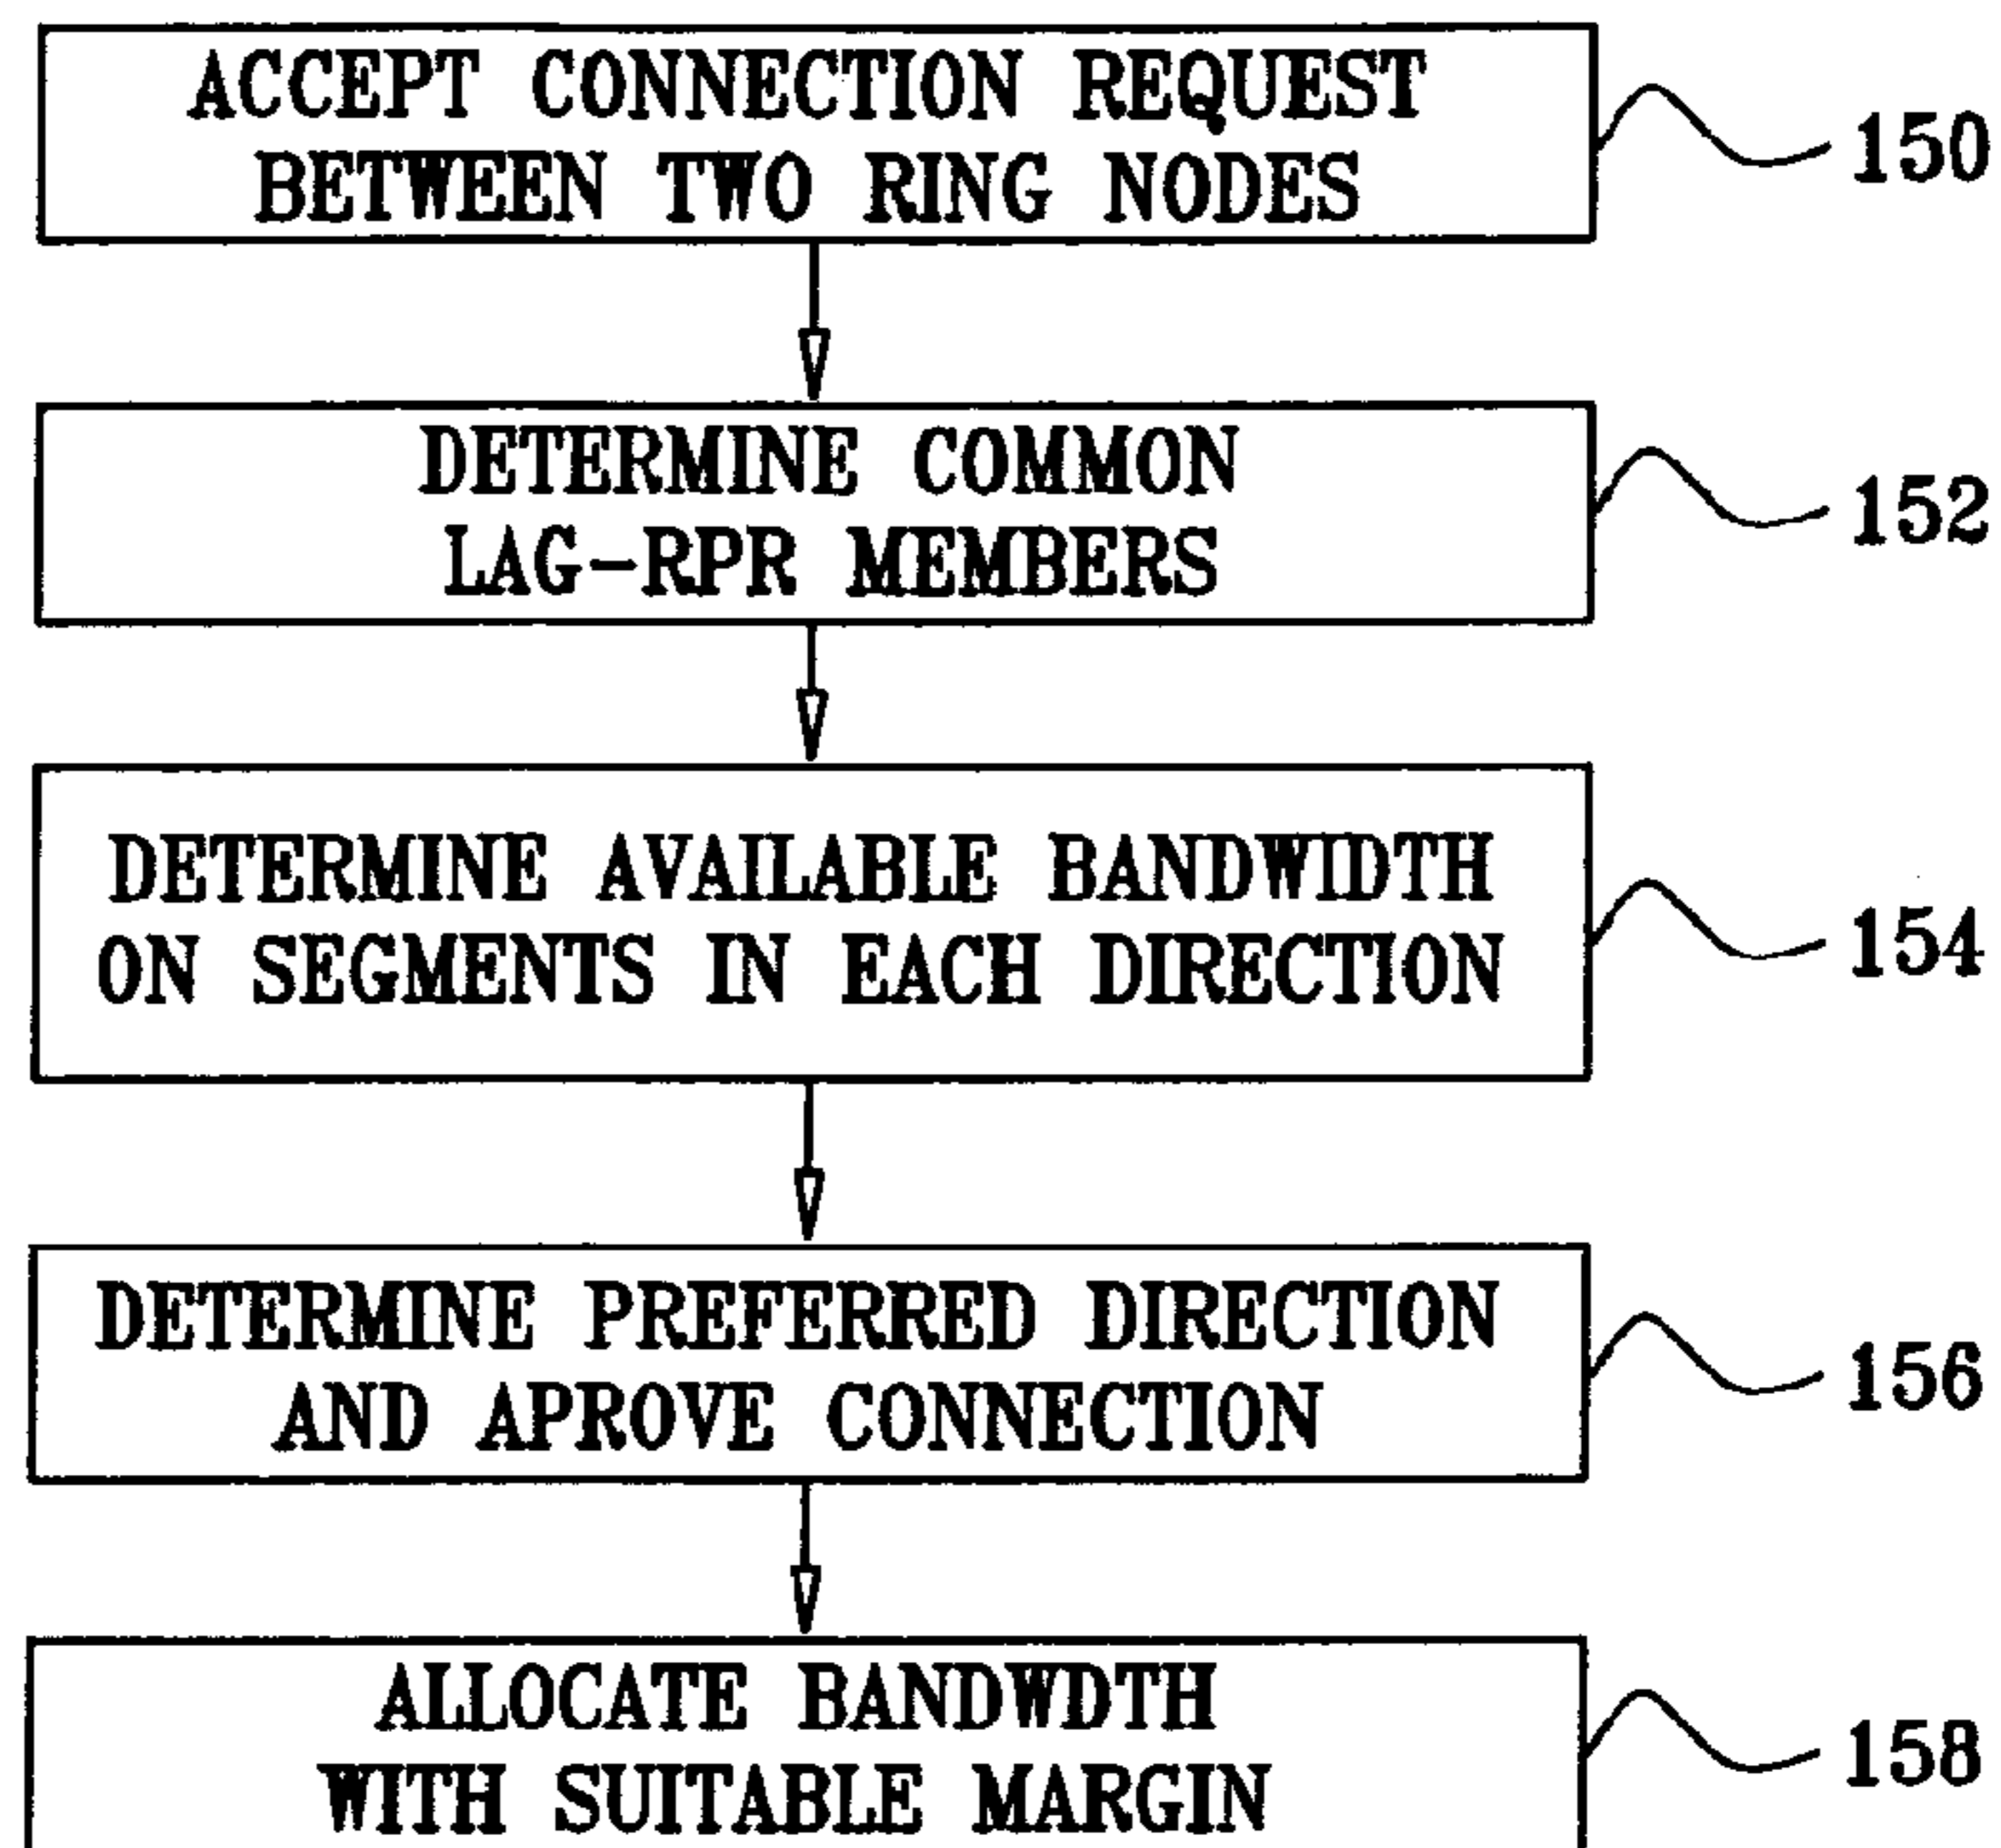 ACCEPT CONNECTION REQUEST
BETWEEN TWO RING NODES
150
DETERMINE COMMON
LAG-RPR MEMBERS
152
DETERMINE AVAILABLE BANDWIDTH
ON SEGMENTS IN EACH DIRECTION
154
DETERMINE PREFERRED DIRECTION
AND APROVE CONNECTION
156
ALLOCATE BANDWDTH
WITH SUITABLE MARGIN
158